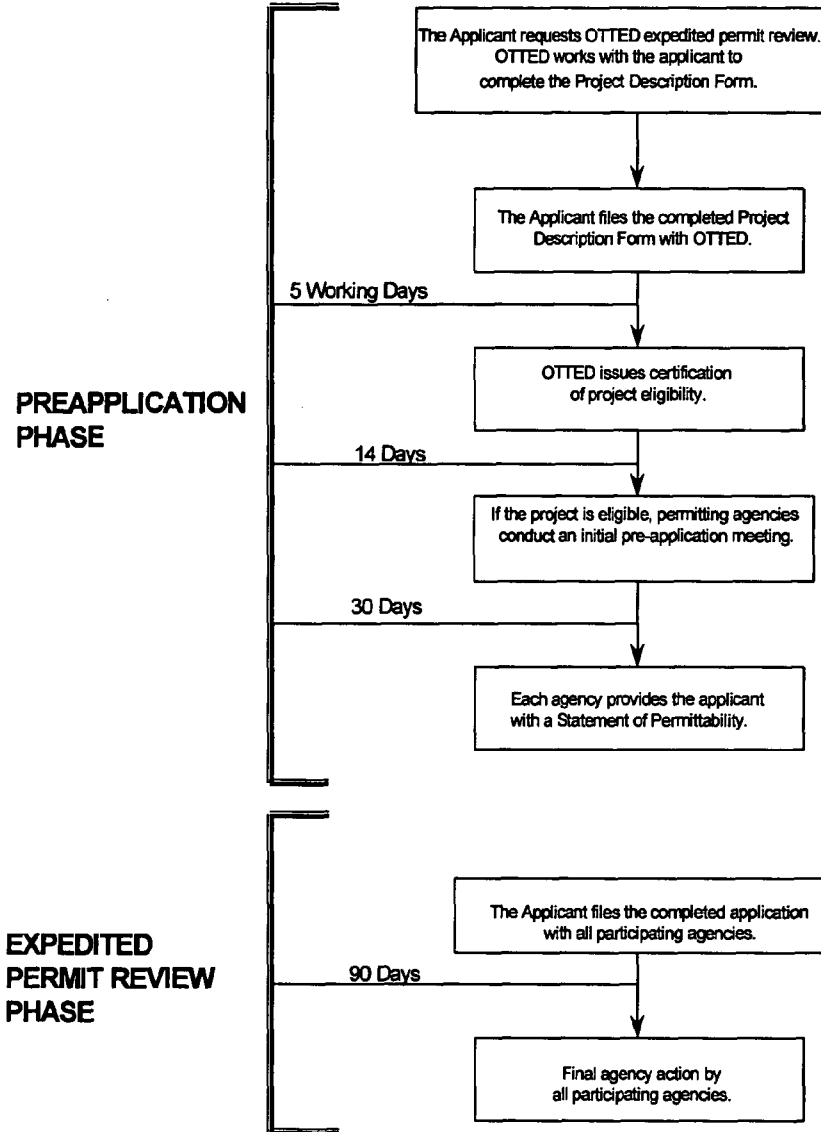 The Applicant requests OTTED expedited permit review.
OTTED works with the applicant to
complete the Project Description Form.
The Applicant files the completed Project
Description Form with OTTED.
5 Working Days
OTTED issues certification
of project eligibility.
PREAPPLICATION
PHASE
14 Days
If the project is eligible, permitting agencies
conduct an initial pre-application meeting.
30 Days
Each agency provides the applicant
with a Statement of Permittability.
The Applicant files the completed application
with all participating agencies.
EXPEDITED
PERMIT REVIEW
PHASE
90 Days
Final agency action by
all participating agencies.